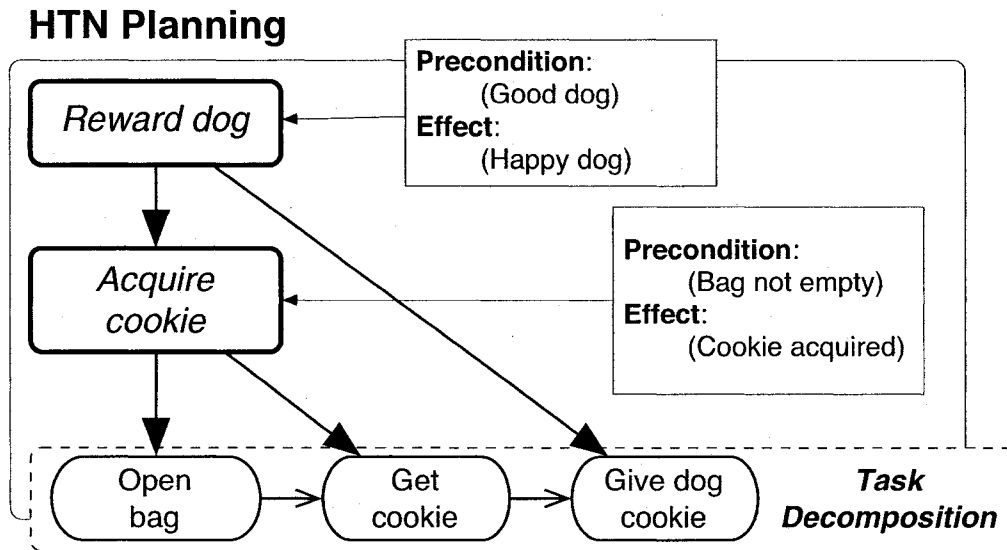 HTN Planning
Reward dog
Precondition:
(Good dog)
Effect:
(Happy dog)
Acquire
cookie
Precondition:
(Bag not empty)
Effect:
(Cookie acquired)
Open
bag
Get
cookie
Give dog
cookie
Task
Decomposition